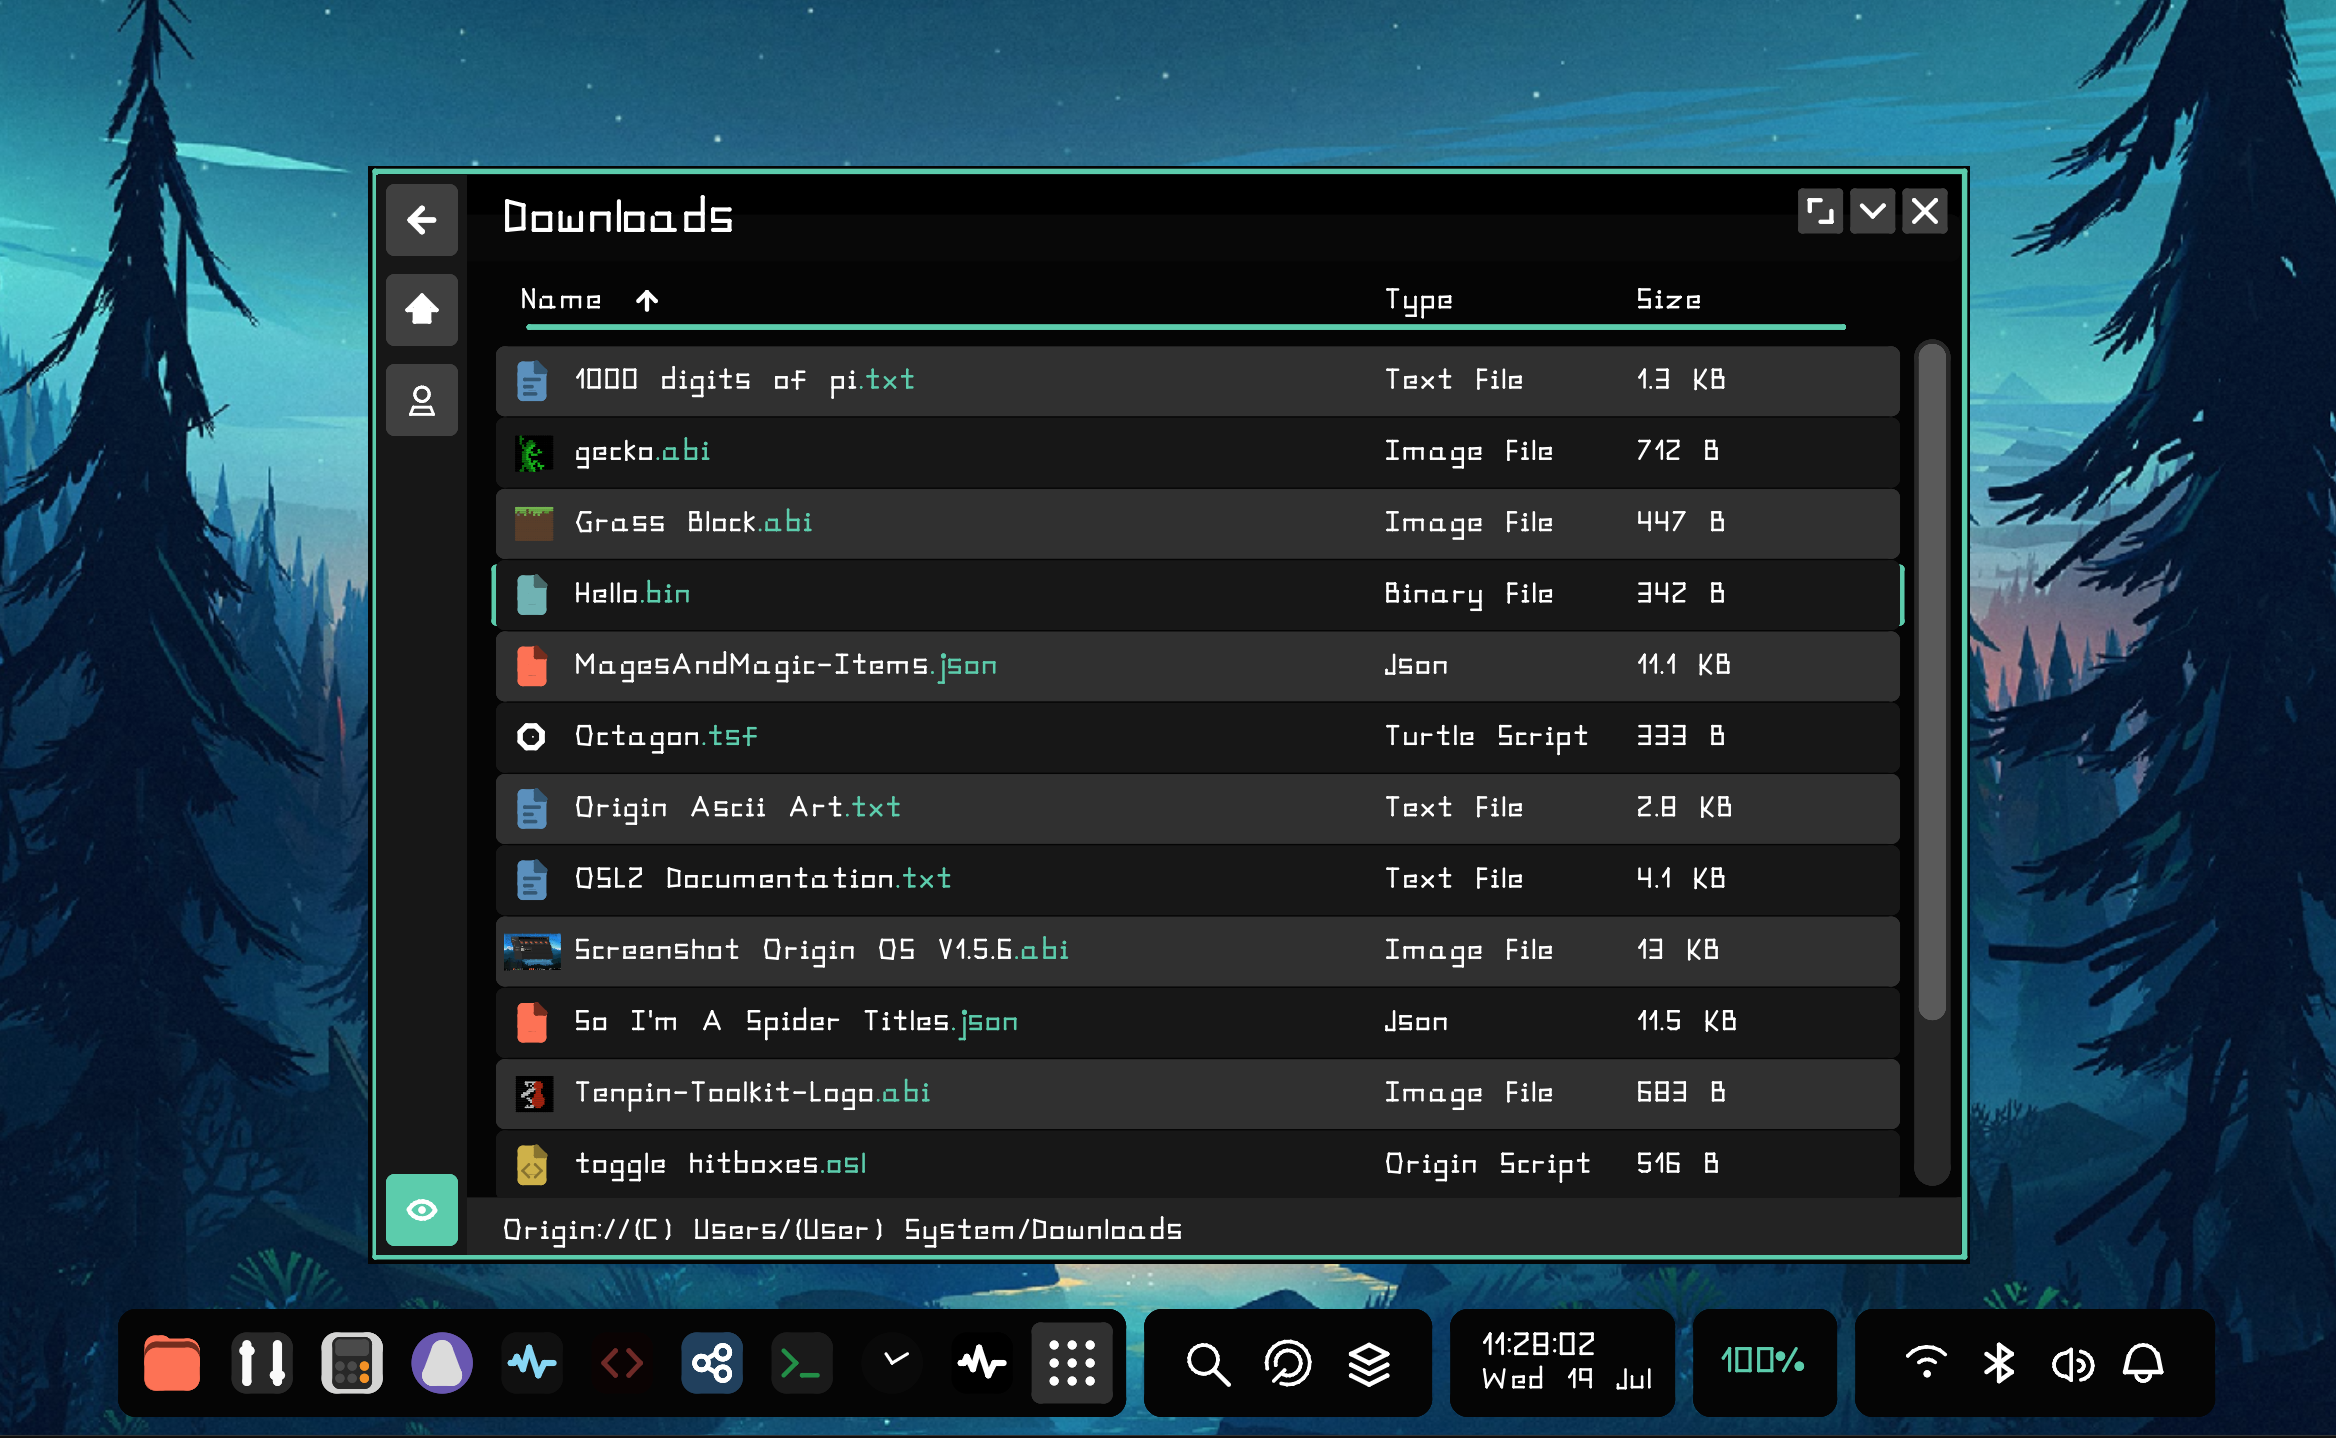 Downloads
Name Type Size
1000 digits of pi.txt Text File 1.3 KB
gecko.abi Image File 712 B
Grass Block.abi Image File 447 B
Hello.bin Binary File 342 B
MagesAndMagic-Items.json Json 11.1 KB
Octagon.tsf Turtle Script 333 B
Origin Ascii Art.txt Text File 2.8 KB
OSL2 Documentation.txt Text File 4.1 KB
Screenshot Origin OS V1.5.6.abi Image File 13 KB
So I'm A Spider Titles.json Json 11.5 KB
Tenpin-Toolkit-Logo.abi Image File 683 B
toggle hitboxes.osl Origin Script 516 B
Origin://(C) Users/(User) System/Downloads
11:28:02
Wed 19 Jul
100%